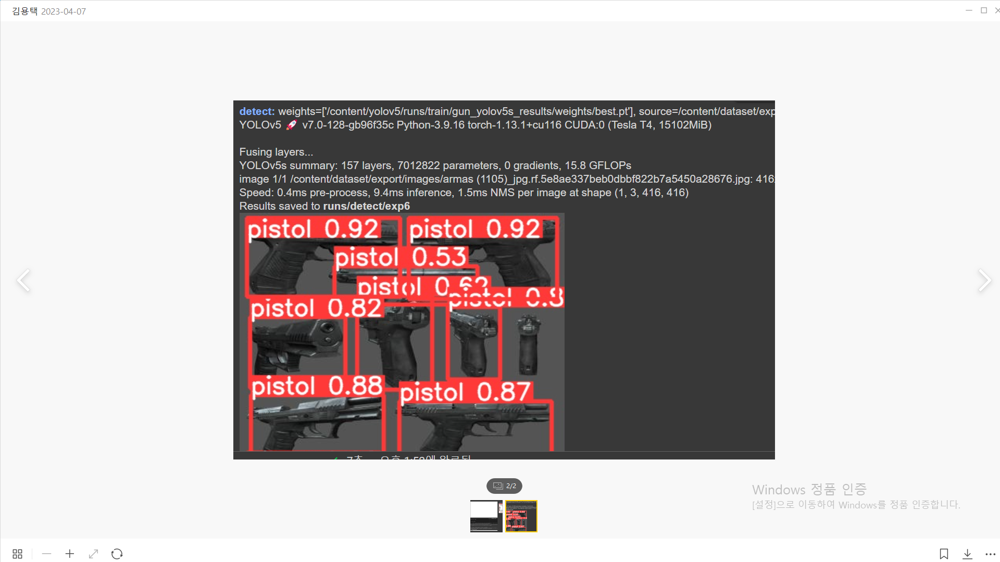 김용택 2023-04-07
detect: weights=['/content/yolov5/runs/train/gun_yolov5s_results/weights/best.pt'], source=/content/dataset/exp
YOLOv5 🚀 v7.0-128-gb96f35c Python-3.9.16 torch-1.13.1+cu116 CUDA:0 (Tesla T4, 15102MiB)
Fusing layers...
YOLOv5s summary: 157 layers, 7012822 parameters, 0 gradients, 15.8 GFLOPs
image 1/1 /content/dataset/export/images/armas (1105)_jpg.rf.5e8ae337beb0dbbf822b7a5450a28676.jpg: 416
Speed: 0.4ms pre-process, 9.4ms inference, 1.5ms NMS per image at shape (1, 3, 416, 416)
Results saved to runs/detect/exp6
pistol 0.92
pistol 0.92
pistol 0.53
pistol 0.62
pistol 0.8
pistol 0.82
pistol 0.88
pistol 0.87
7초 오후 1:52에 완료됨
2/2
Windows 정품 인증
[설정]으로 이동하여 Windows를 정품 인증합니다.